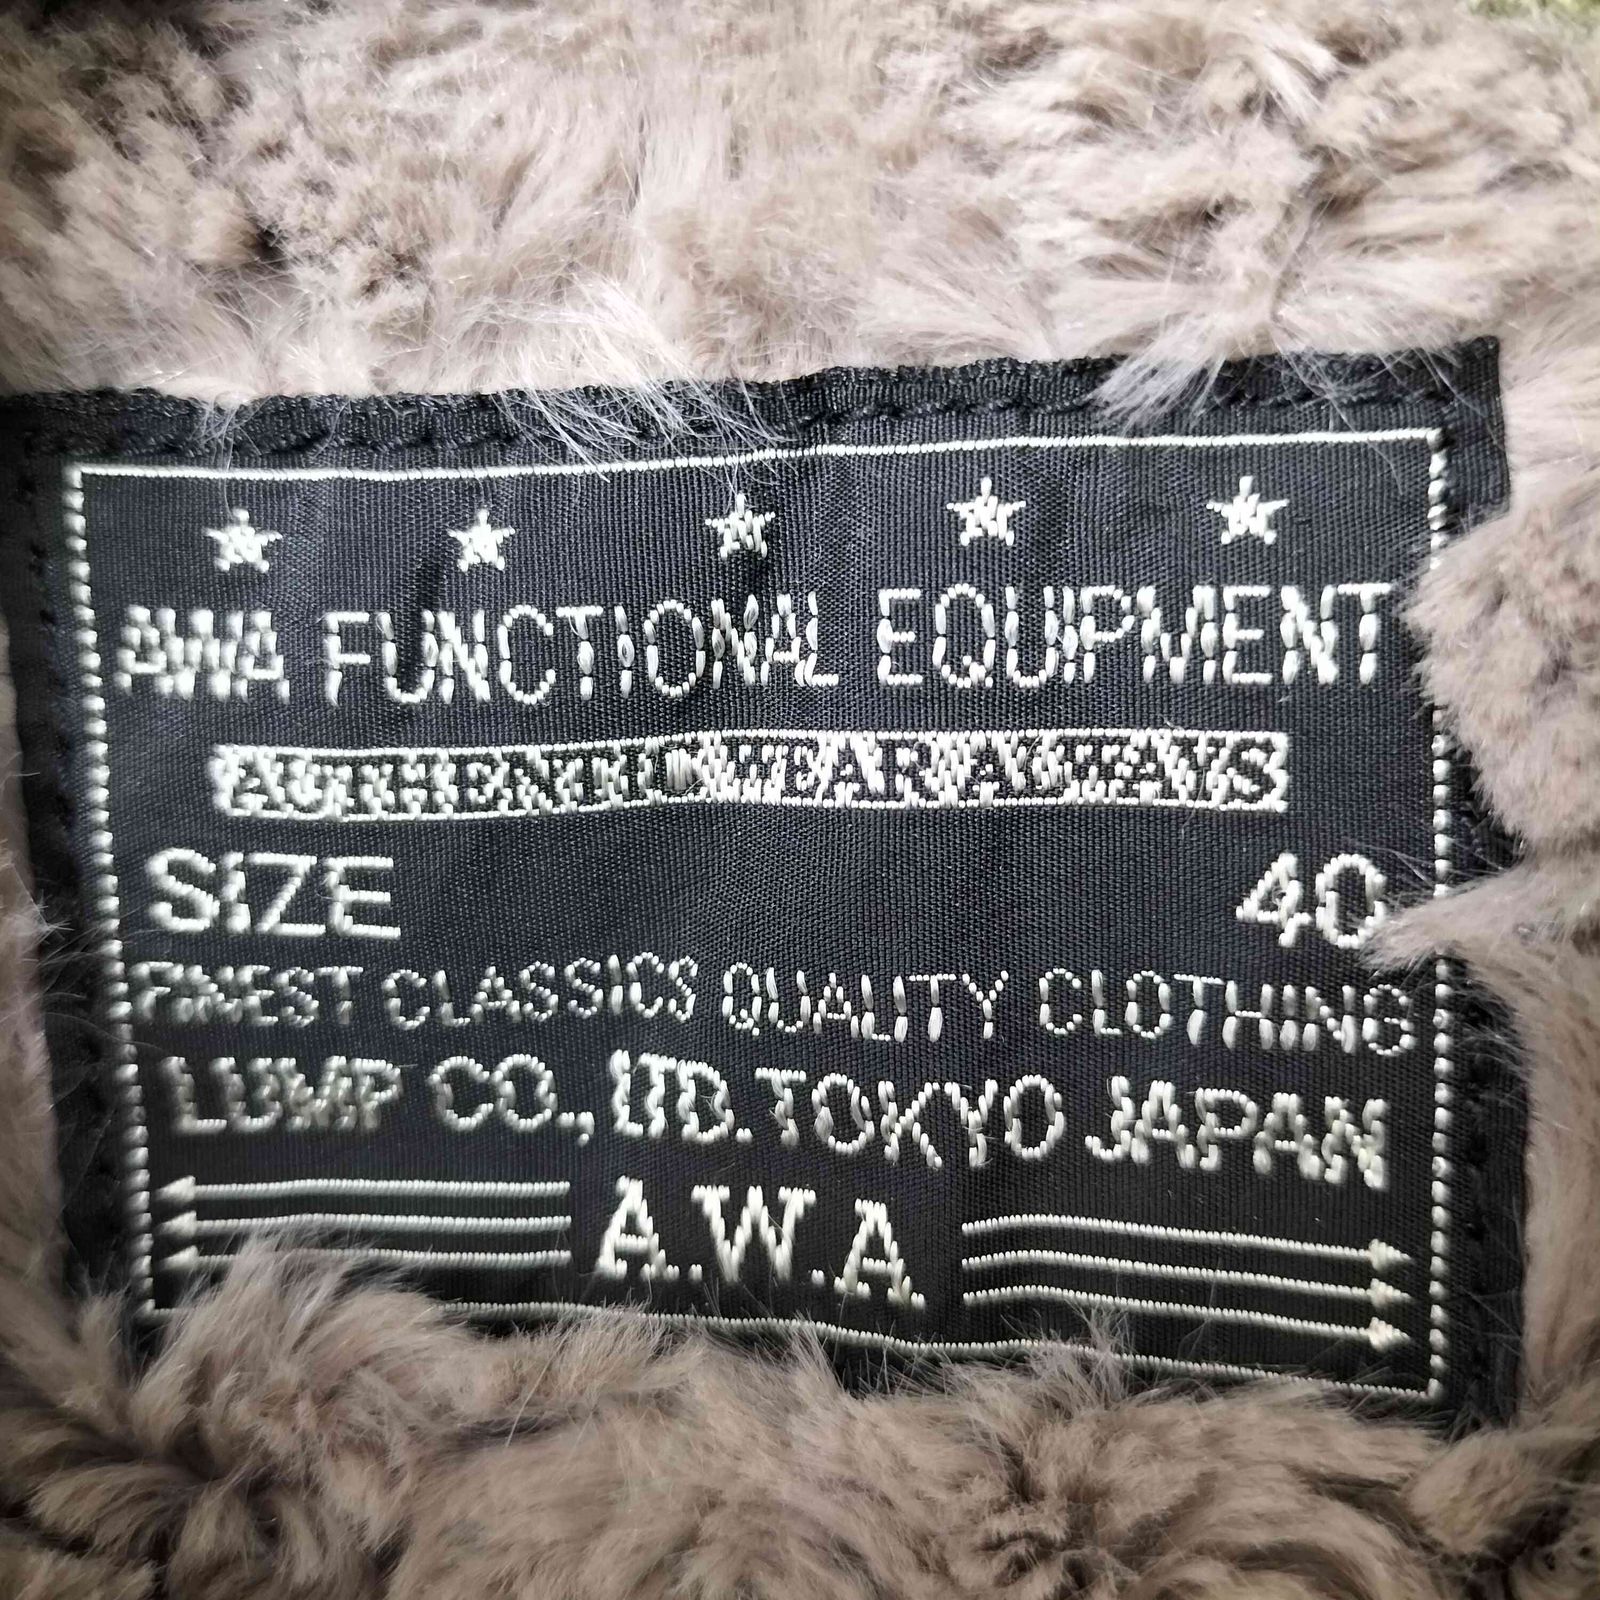 AWA FUNCTIONAL EQUIPMENT
AUTHENTIC WEAR ALWAYS
SIZE 40
FINEST CLASSICS QUALITY CLOTHING
LUMP CO., LTD. TOKYO JAPAN
A.W.A